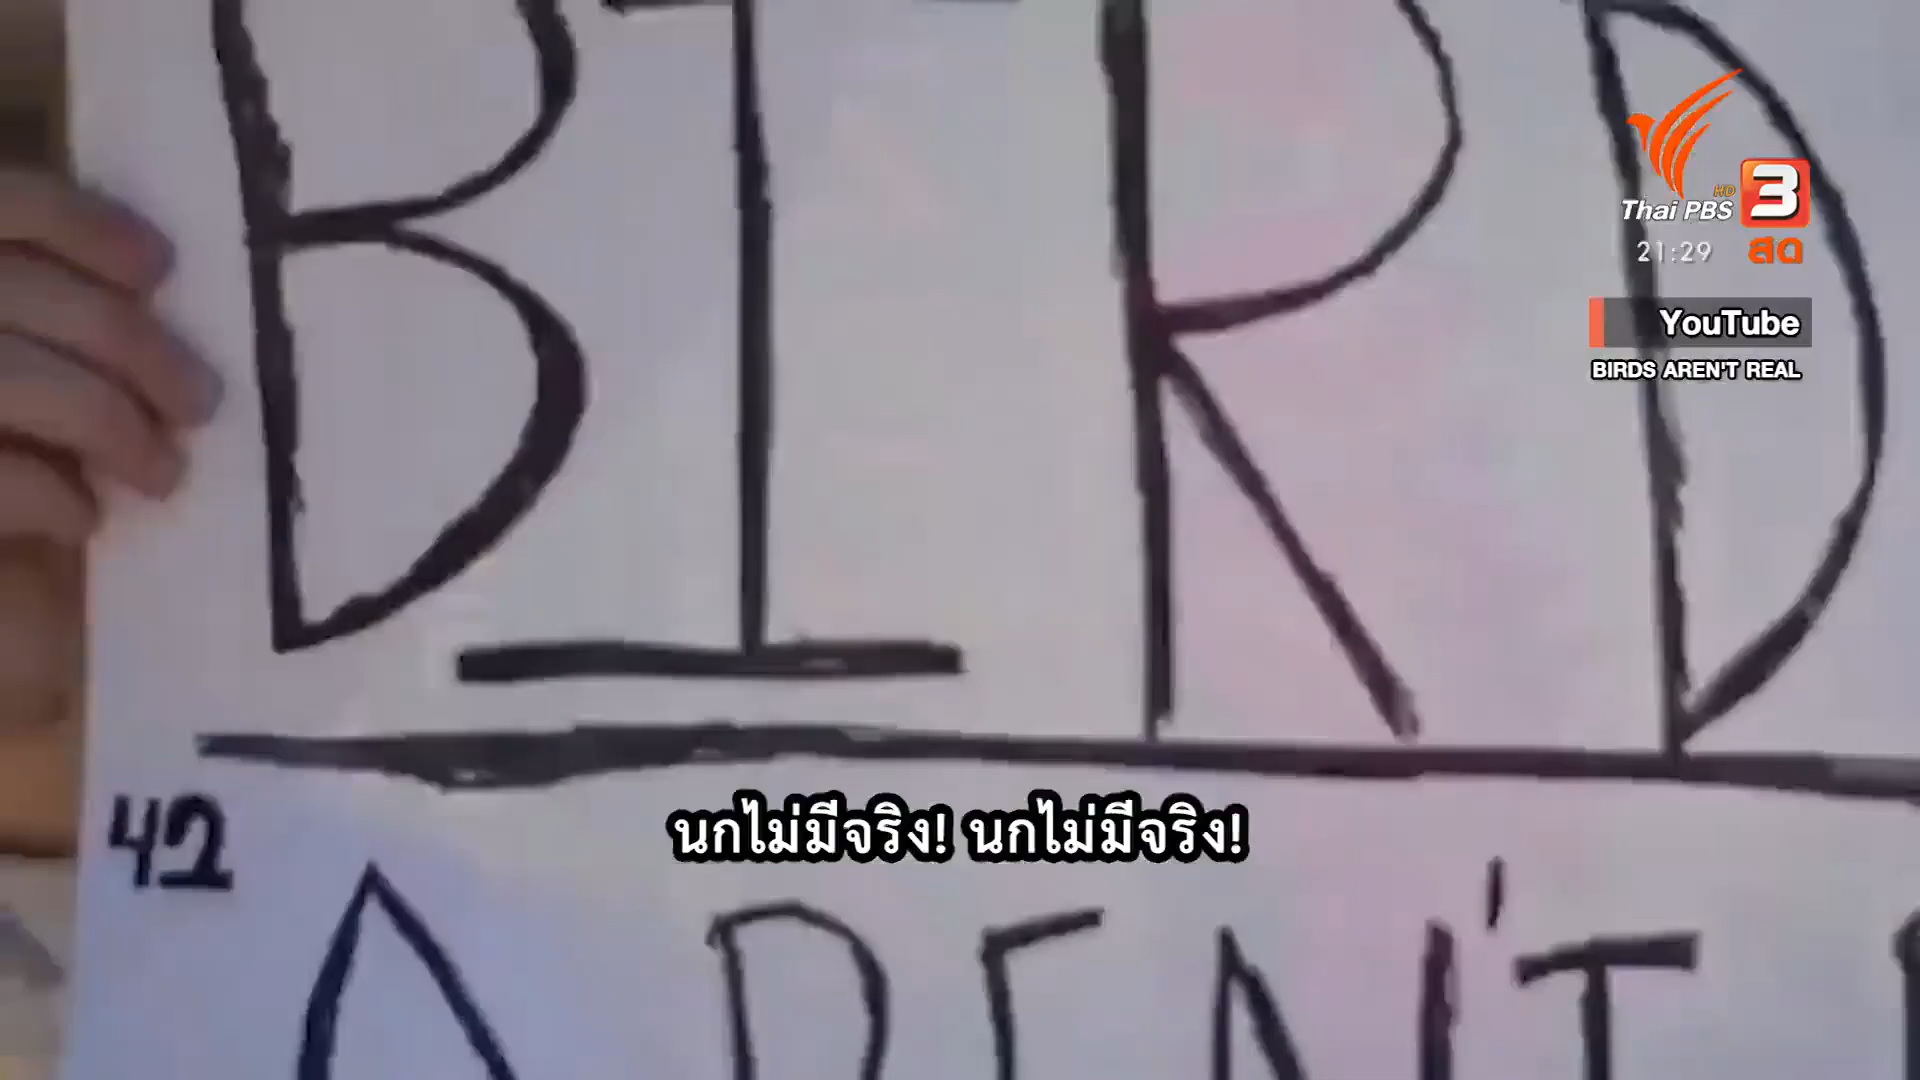 BIRD
Thai PBS HD 3
21:29 สด
YouTube
BIRDS AREN'T REAL
42
นกไม่มีจริง! นกไม่มีจริง!
AREN'T